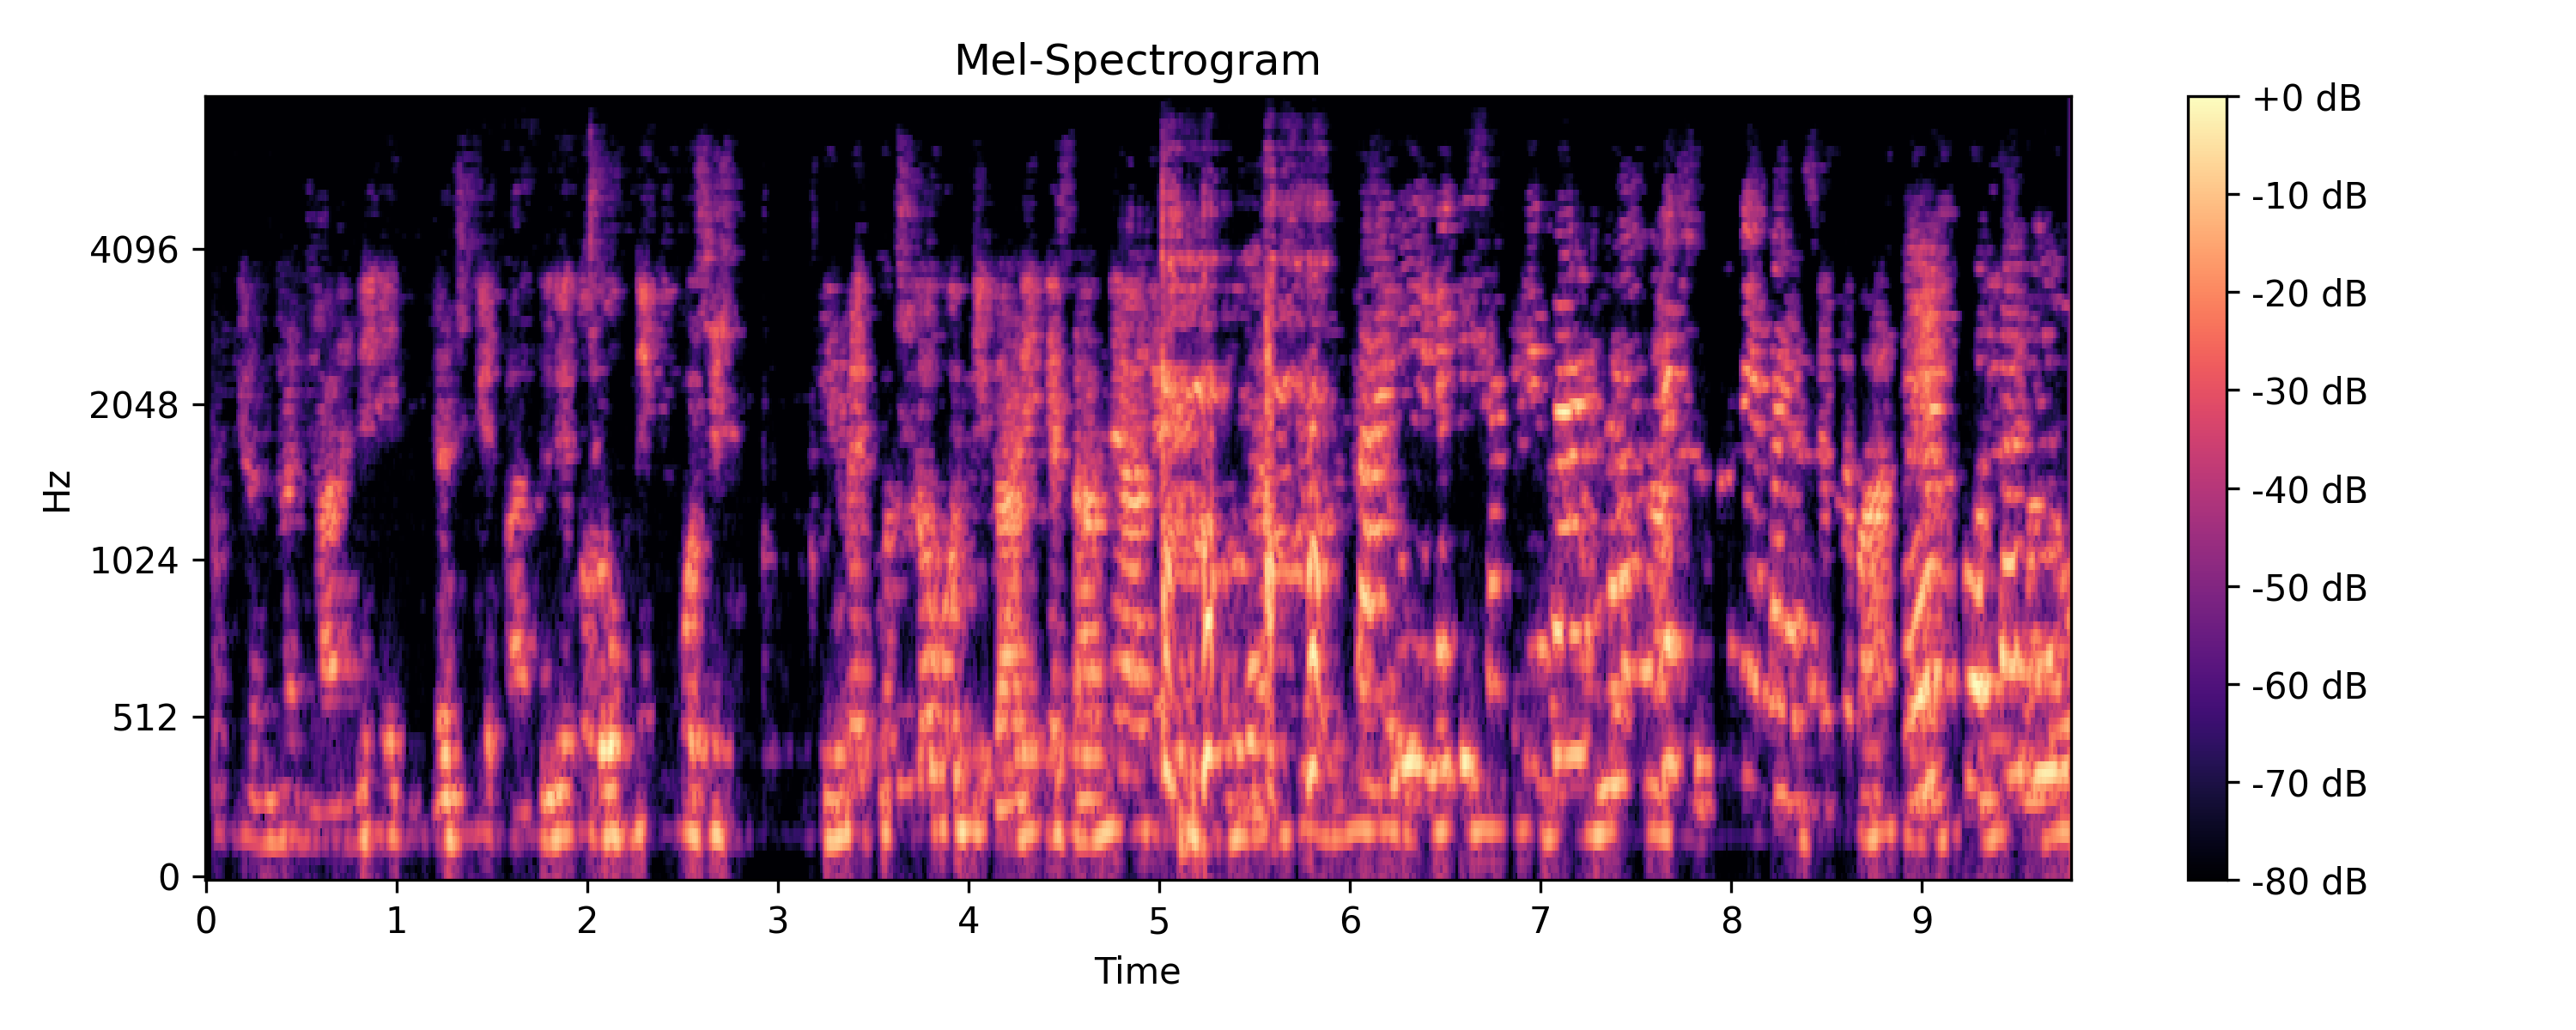 Mel-Spectrogram
+0 dB
-10 dB
-20 dB
-30 dB
-40 dB
-50 dB
-60 dB
-70 dB
-80 dB
4096
2048
1024
512
0
Hz
0 1 2 3 4 5 6 7 8 9
Time